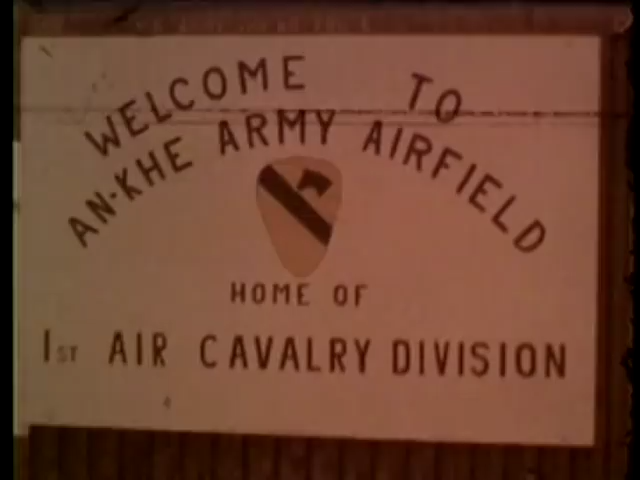 WELCOME TO
AN-KHE ARMY AIRFIELD
HOME OF
1ST AIR CAVALRY DIVISION